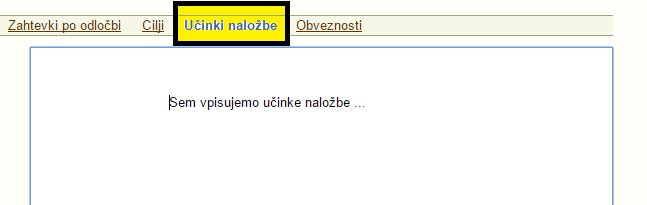 Zahtevki po odločbi Cilji Učinki naložbe Obveznosti
Sem vpisujemo učinke naložbe ...